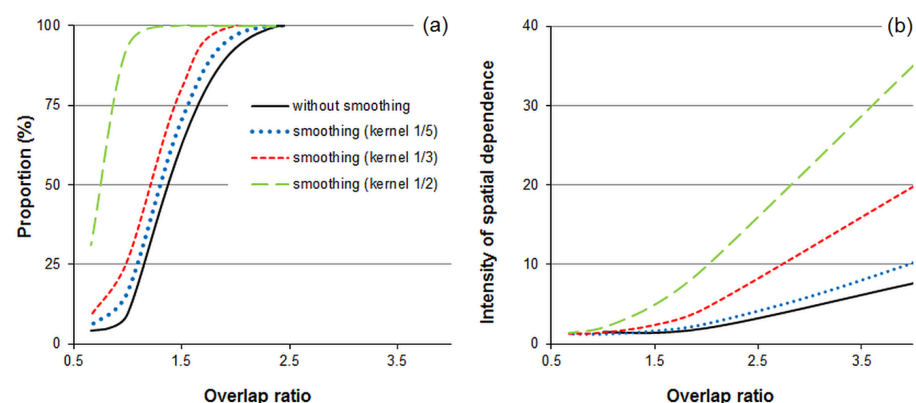 (a)
Proportion (%)
100
75
50
25
0
0.5
1.5
2.5
3.5
Overlap ratio
without smoothing
smoothing (kernel 1/5)
smoothing (kernel 1/3)
smoothing (kernel 1/2)
(b)
Intensity of spatial dependence
40
30
20
10
0
0.5
1.5
2.5
3.5
Overlap ratio